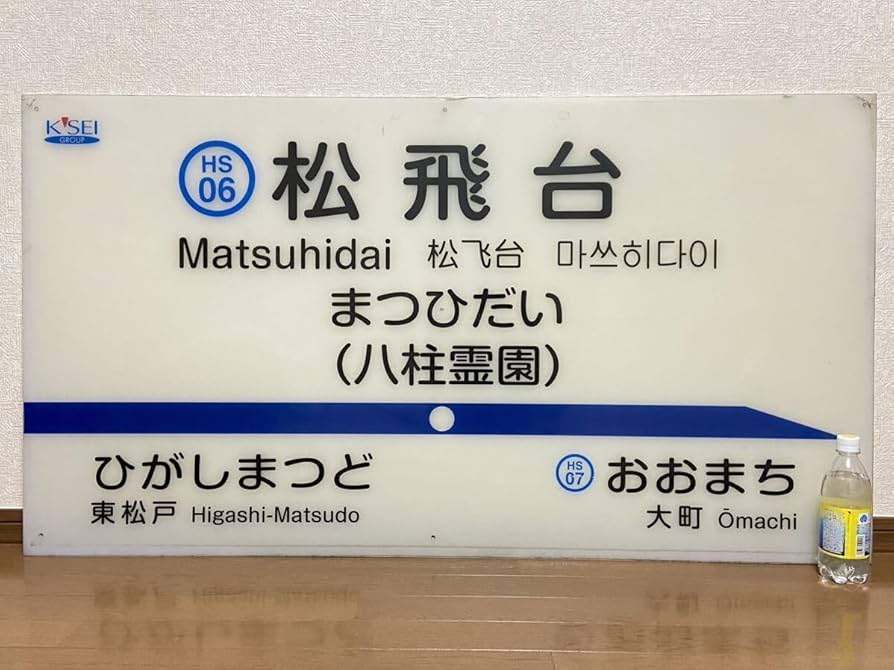 K'SEI
GROUP
HS
06
松飛台
Matsuhidai 松飞台 마쓰히다이
まつひだい
(八柱霊園)
ひがしまつど
東松戸 Higashi-Matsudo
HS
07
おおまち
大町 Ōmachi